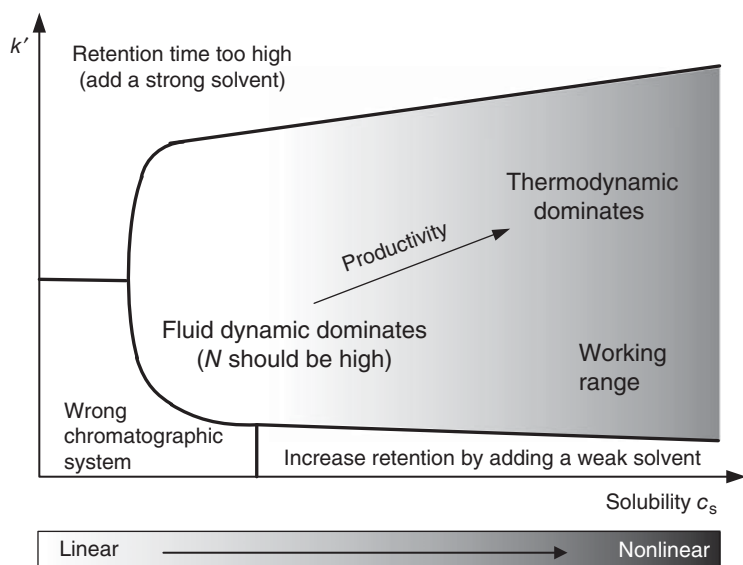 k′
Retention time too high
(add a strong solvent)
Thermodynamic
dominates
Productivity
Fluid dynamic dominates
(N should be high)
Working
range
Wrong
chromatographic
system
Increase retention by adding a weak solvent
Solubility cs
Linear
Nonlinear